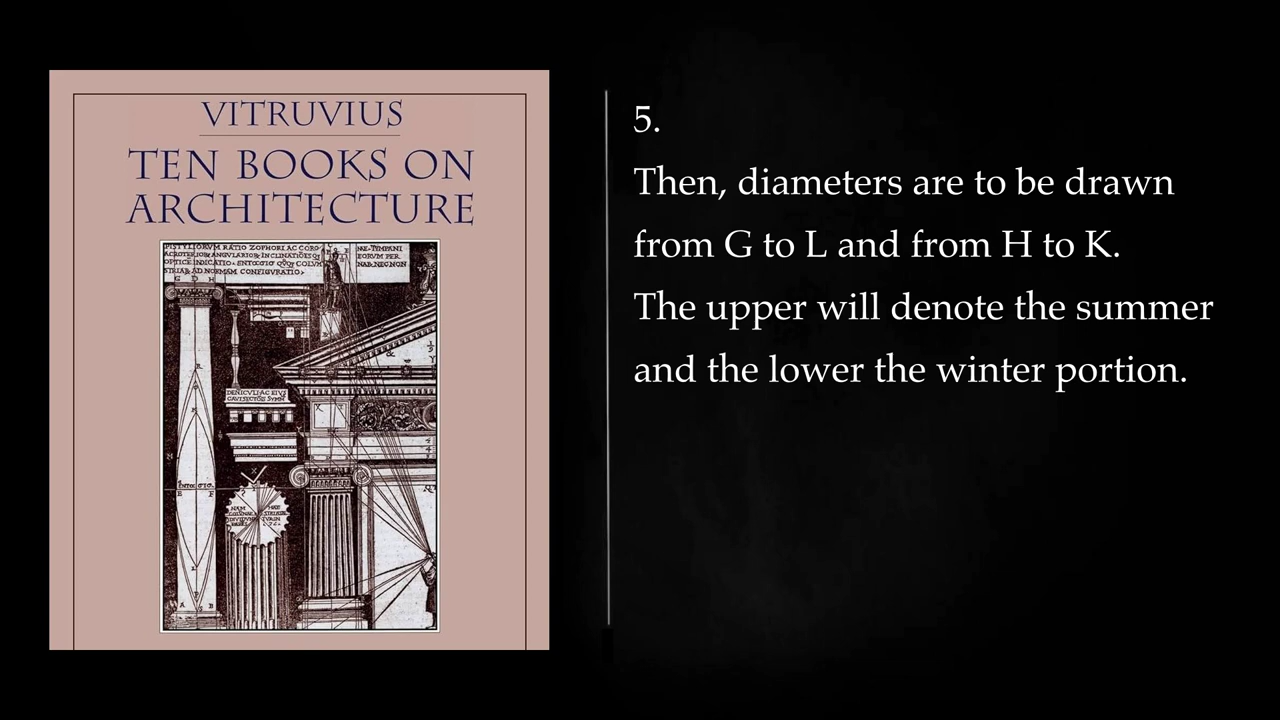 VITRUVIUS
TEN BOOKS ON
ARCHITECTURE
5.
Then, diameters are to be drawn
from G to L and from H to K.
The upper will denote the summer
and the lower the winter portion.